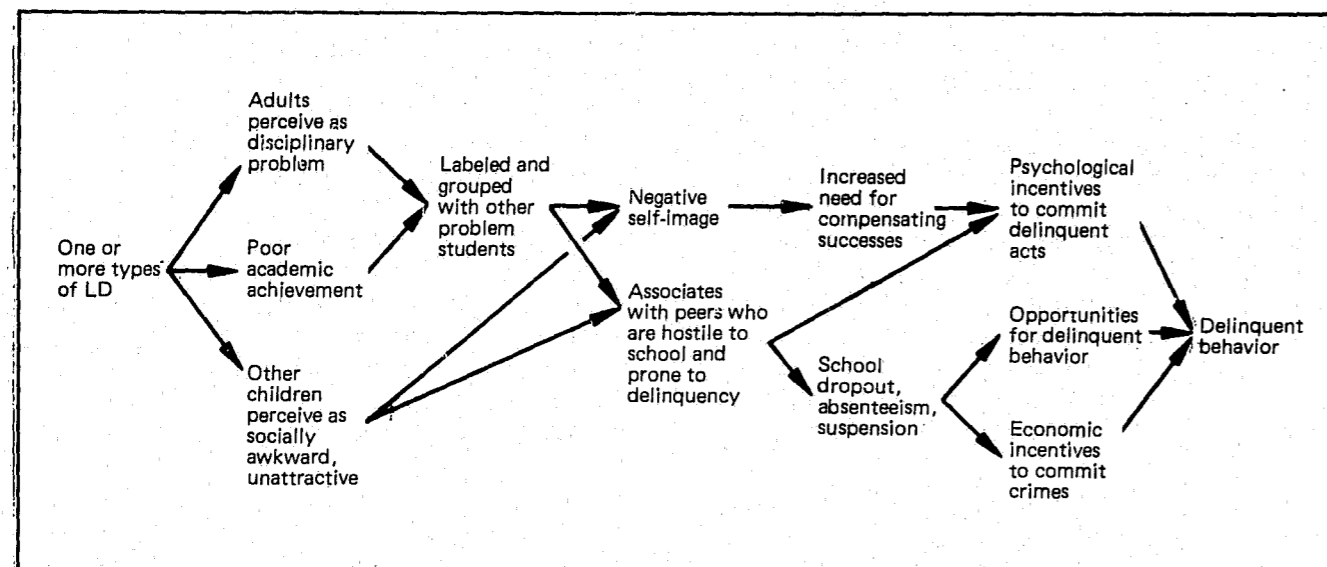 One or
more types
of LD
Adults
perceive as
disciplinary
problem
Poor
academic
achievement
Other
children
perceive as
socially
awkward,
unattractive
Labeled and
grouped
with other
problem
students
Negative
self-image
Associates
with peers who
are hostile to
school and
prone to
delinquency
Increased
need for
compensating
successes
School
dropout,
absenteeism,
suspension
Psychological
incentives
to commit
delinquent
acts
Opportunities
for delinquent
behavior
Economic
incentives
to commit
crimes
Delinquent
behavior